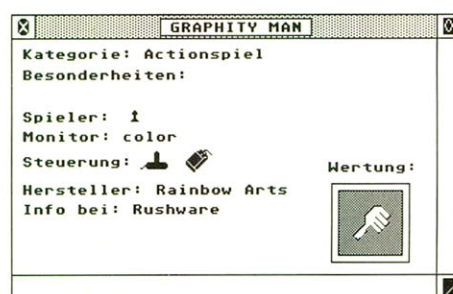 GRAPHITY MAN
Kategorie: Actionspiel
Besonderheiten:
Spieler: 1
Monitor: color
Steuerung:
Wertung:
Hersteller: Rainbow Arts
Info bei: Rushware